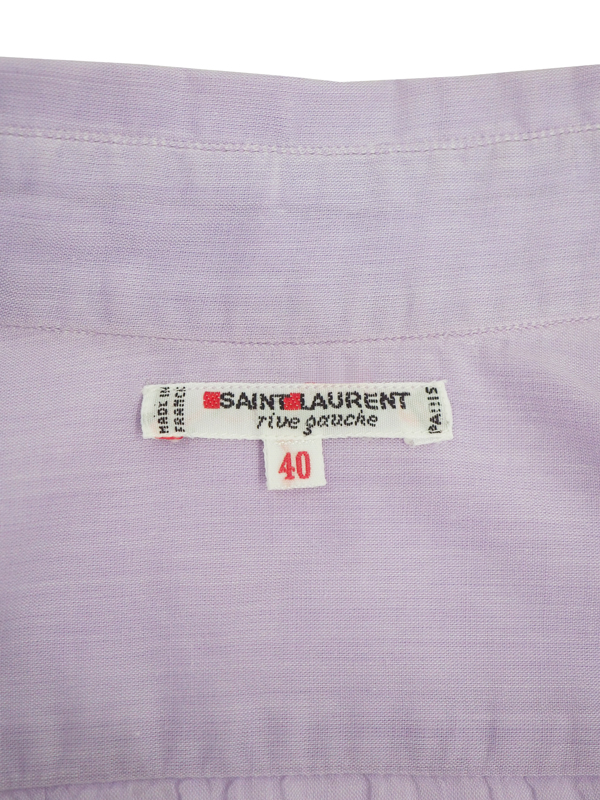 MADE IN
FRANCE
SAINT LAURENT
rive gauche
PARIS
40